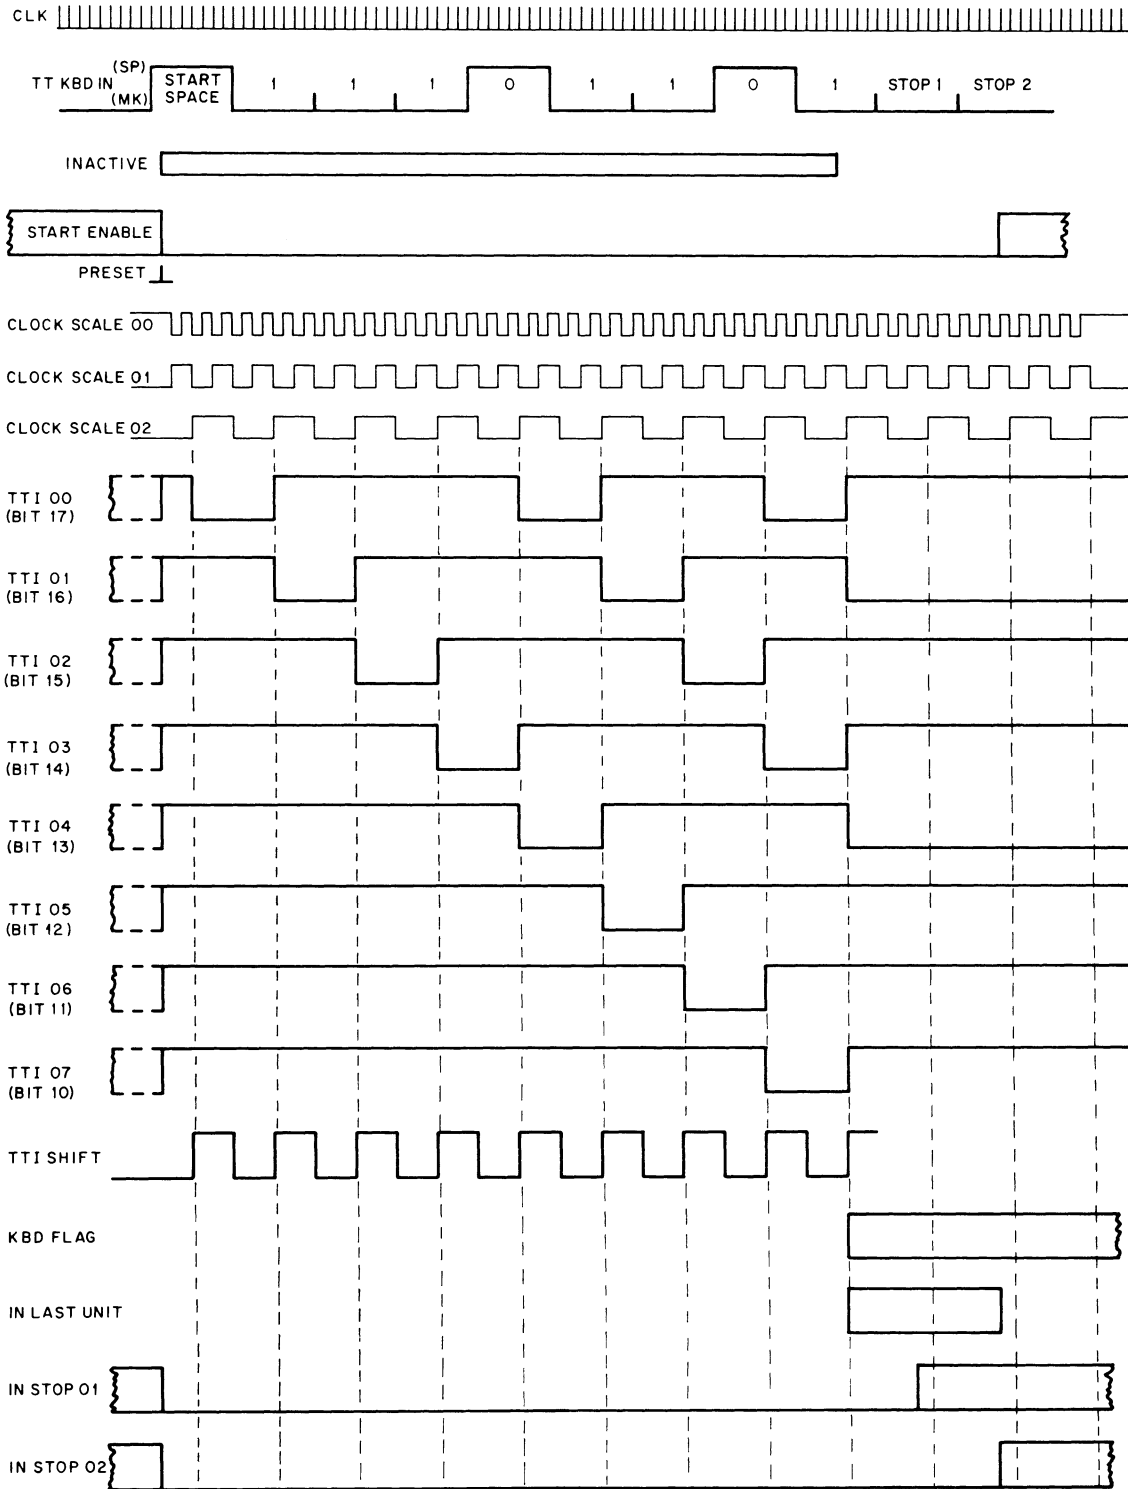 CLK
TT KBD IN (SP) (MK) START SPACE 1 1 1 0 1 1 0 1 STOP 1 STOP 2
INACTIVE
START ENABLE
PRESET
CLOCK SCALE 00
CLOCK SCALE 01
CLOCK SCALE 02
TTI 00
(BIT 17)
TTI 01
(BIT 16)
TTI 02
(BIT 15)
TTI 03
(BIT 14)
TTI 04
(BIT 13)
TTI 05
(BIT 12)
TTI 06
(BIT 11)
TTI 07
(BIT 10)
TTI SHIFT
KBD FLAG
IN LAST UNIT
IN STOP 01
IN STOP 02